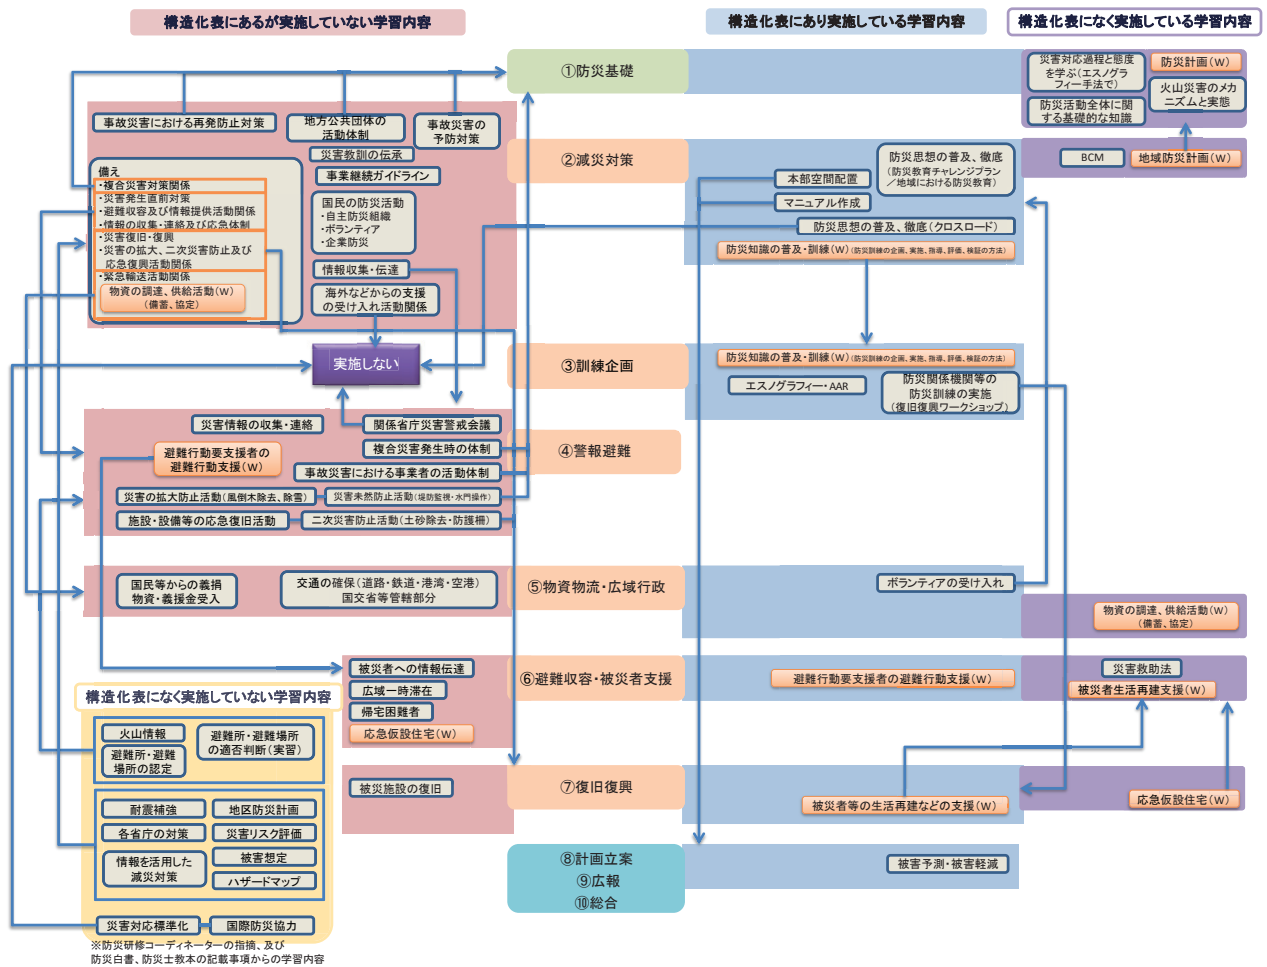 構造化表にあるが実施していない学習内容
構造化表にあり実施している学習内容
構造化表になく実施している学習内容
①防災基礎
災害対応過程と態度
を学ぶ(エスノグラ
フィー手法で)
防災計画(W)
火山災害のメカ
ニズムと実態
防災活動全体に関
する基礎的な知識
事故災害における再発防止対策
地方公共団体の
活動体制
事故災害の
予防対策
災害教訓の伝承
事業継続ガイドライン
備え
・複合災害対策関係
・災害発生直前対策
・避難収容及び情報提供活動関係
・情報の収集・連絡及び応急体制
・災害復旧・復興
・災害の拡大、二次災害防止及び
応急復興活動関係
・緊急輸送活動関係
物資の調達、供給活動(W)
(備蓄、協定)
国民の防災活動
・自主防災組織
・ボランティア
・企業防災
情報収集・伝達
海外などからの支援
の受け入れ活動関係
②減災対策
防災思想の普及、徹底
(防災教育チャレンジプラン
/地域における防災教育)
本部空間配置
マニュアル作成
防災思想の普及、徹底(クロスロード)
防災知識の普及・訓練(W)(防災訓練の企画、実施、指導、評価、検証の方法)
BCM
地域防災計画(W)
実施しない
③訓練企画
防災知識の普及・訓練(W)(防災訓練の企画、実施、指導、評価、検証の方法)
エスノグラフィー・AAR
防災関係機関等の
防災訓練の実施
(復旧復興ワークショップ)
災害情報の収集・連絡
関係省庁災害警戒会議
避難行動要支援者の
避難行動支援(W)
複合災害発生時の体制
事故災害における事業者の活動体制
災害の拡大防止活動(風倒木除去、除雪)
災害未然防止活動(堤防監視・水門操作)
施設・設備等の応急復旧活動
二次災害防止活動(土砂除去・防護柵)
④警報避難
国民等からの義捐
物資・義援金受入
交通の確保(道路・鉄道・港湾・空港)
国交省等管轄部分
⑤物資物流・広域行政
ボランティアの受け入れ
物資の調達、供給活動(W)
(備蓄、協定)
被災者への情報伝達
広域一時滞在
帰宅困難者
応急仮設住宅(W)
⑥避難収容・被災者支援
避難行動要支援者の避難行動支援(W)
災害救助法
被災者生活再建支援(W)
構造化表になく実施していない学習内容
火山情報
避難所・避難
場所の認定
避難所・避難場所
の適否判断(実習)
耐震補強
地区防災計画
各省庁の対策
災害リスク評価
情報を活用した
減災対策
被害想定
ハザードマップ
災害対応標準化
国際防災協力
※防災研修コーディネーターの指摘、及び
防災白書、防災士教本の記載事項からの学習内容
被災施設の復旧
⑦復旧復興
被災者等の生活再建などの支援(W)
応急仮設住宅(W)
⑧計画立案
⑨広報
⑩総合
被害予測・被害軽減